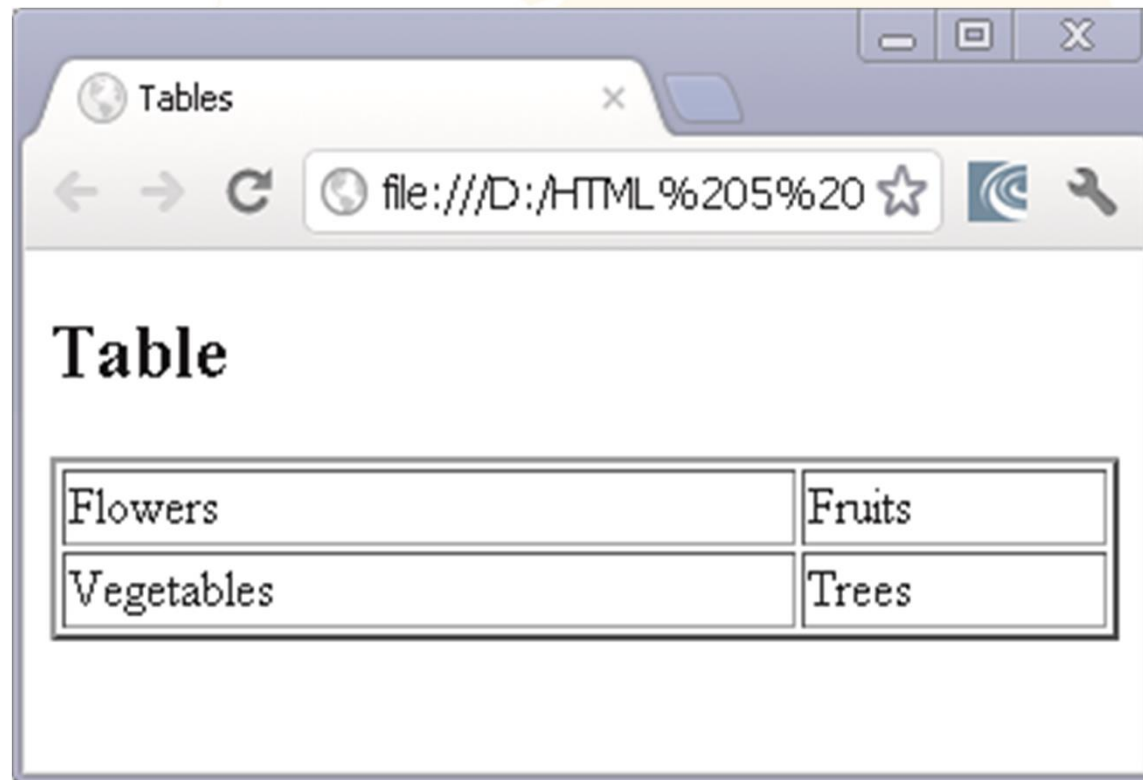 Tables
file:///D:/HTML%205%20
Table
Flowers Fruits
Vegetables Trees